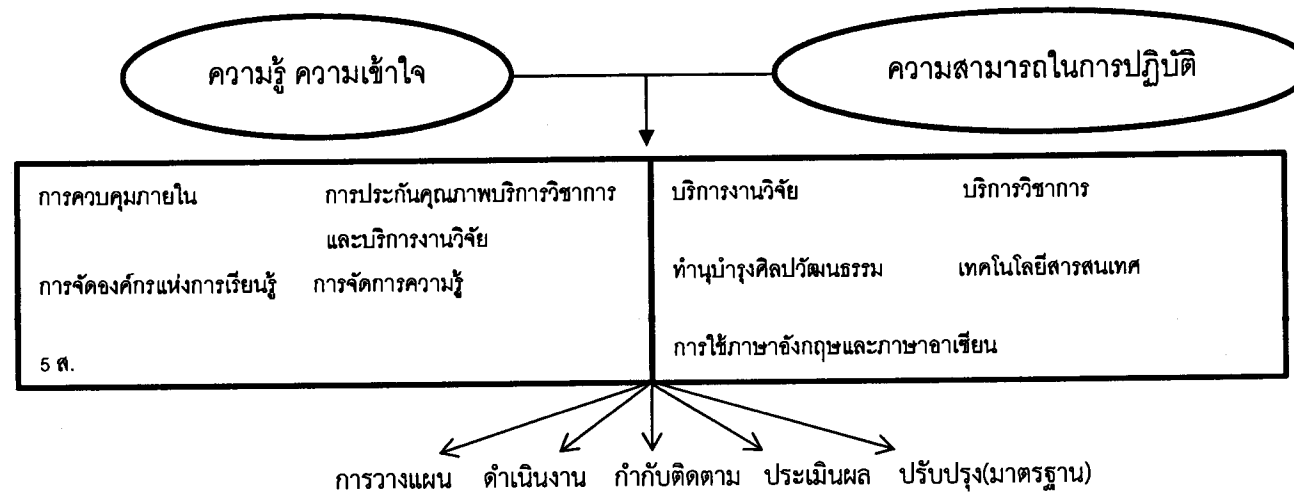 ความรู้ ความเข้าใจ
ความสามารถในการปฏิบัติ
การควบคุมภายใน
การประกันคุณภาพบริการวิชาการ
และบริการงานวิจัย
การจัดองค์กรแห่งการเรียนรู้
การจัดการความรู้
5 ส.
บริการงานวิจัย
บริการวิชาการ
ทำนุบำรุงศิลปวัฒนธรรม
เทคโนโลยีสารสนเทศ
การใช้ภาษาอังกฤษและภาษาอาเซียน
การวางแผน ดำเนินงาน กำกับติดตาม ประเมินผล ปรับปรุง(มาตรฐาน)